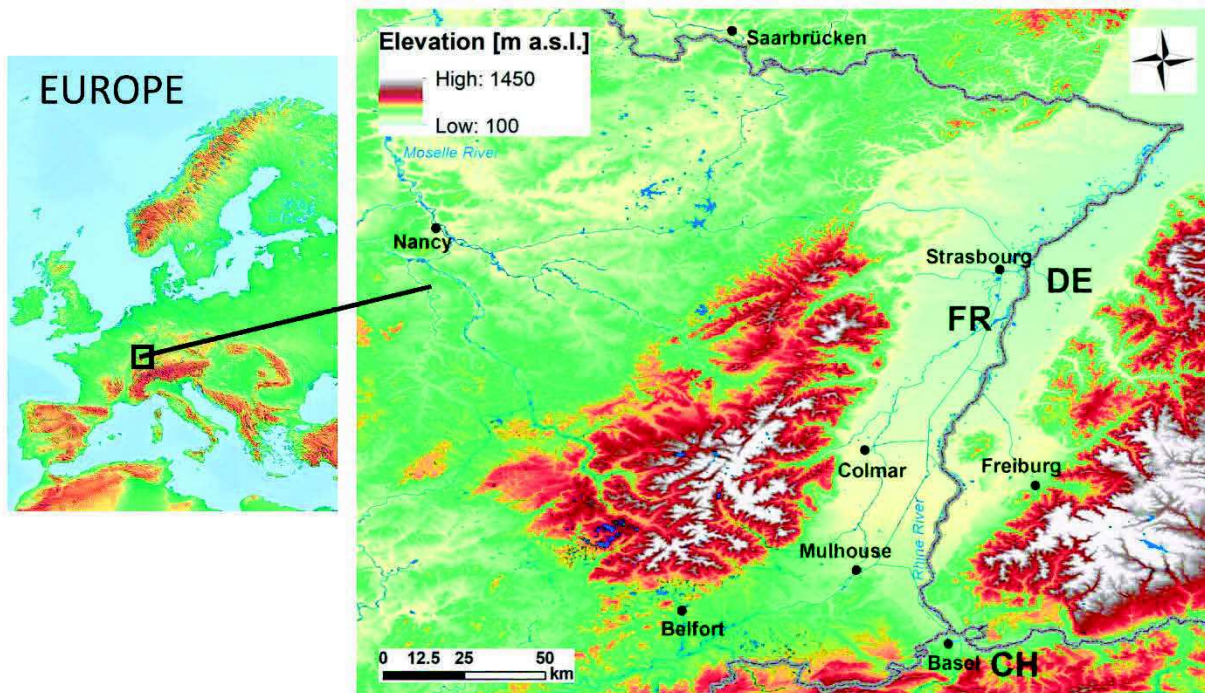 EUROPE
Elevation [m a.s.l.]
High: 1450
Low: 100
Saarbrücken
Moselle River
Nancy
Strasbourg
DE
FR
Colmar
Freiburg
Mulhouse
Rhine River
Belfort
Basel
CH
0 12.5 25 50
km